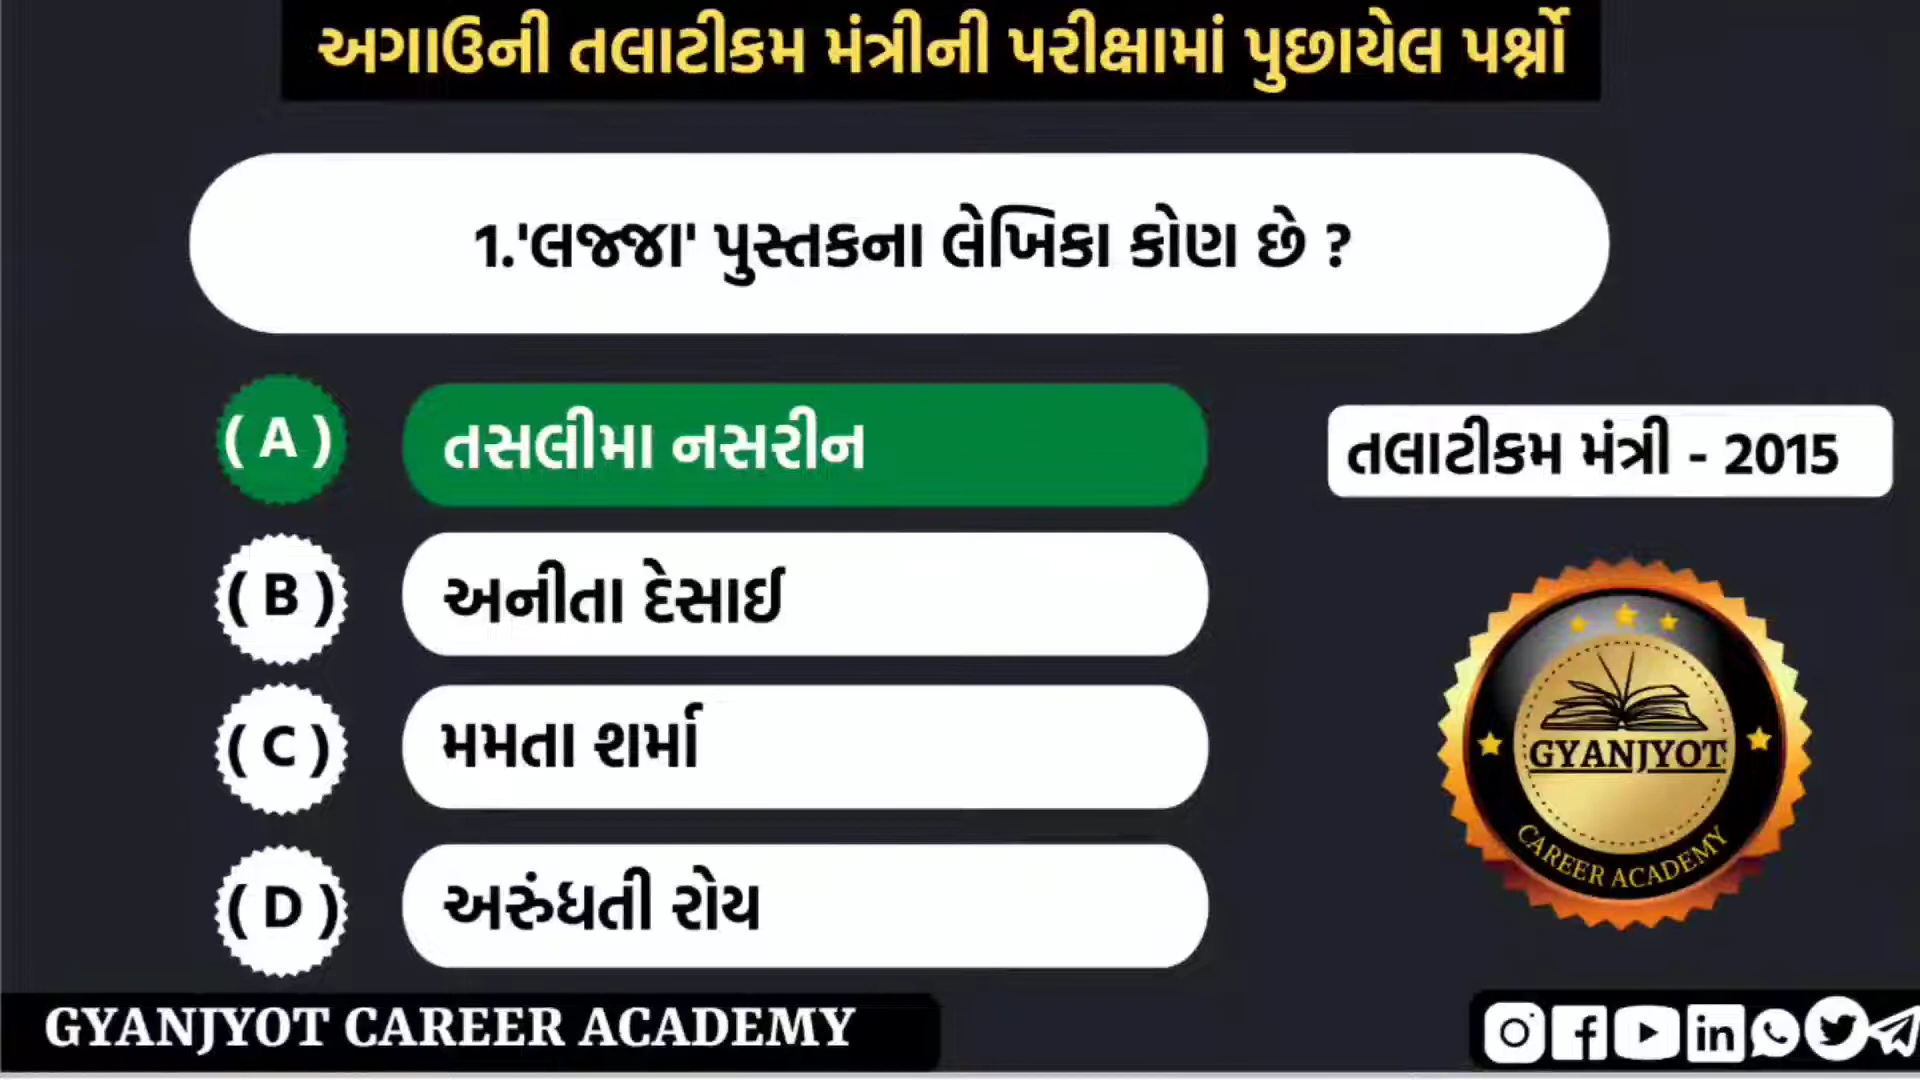 અગાઉની તલાટીકમ મંત્રીની પરીક્ષામાં પુછાયેલ પર્શ્નો
1.'લજ્જા' પુસ્તકના લેખિકા કોણ છે ?
( A ) તસલીમા નસરીન
તલાટીકમ મંત્રી - 2015
( B ) અનીતા દેસાઈ
( C ) મમતા શર્મા
( D ) અરુંધતી રોય
GYANJYOT
CAREER ACADEMY
GYANJYOT CAREER ACADEMY